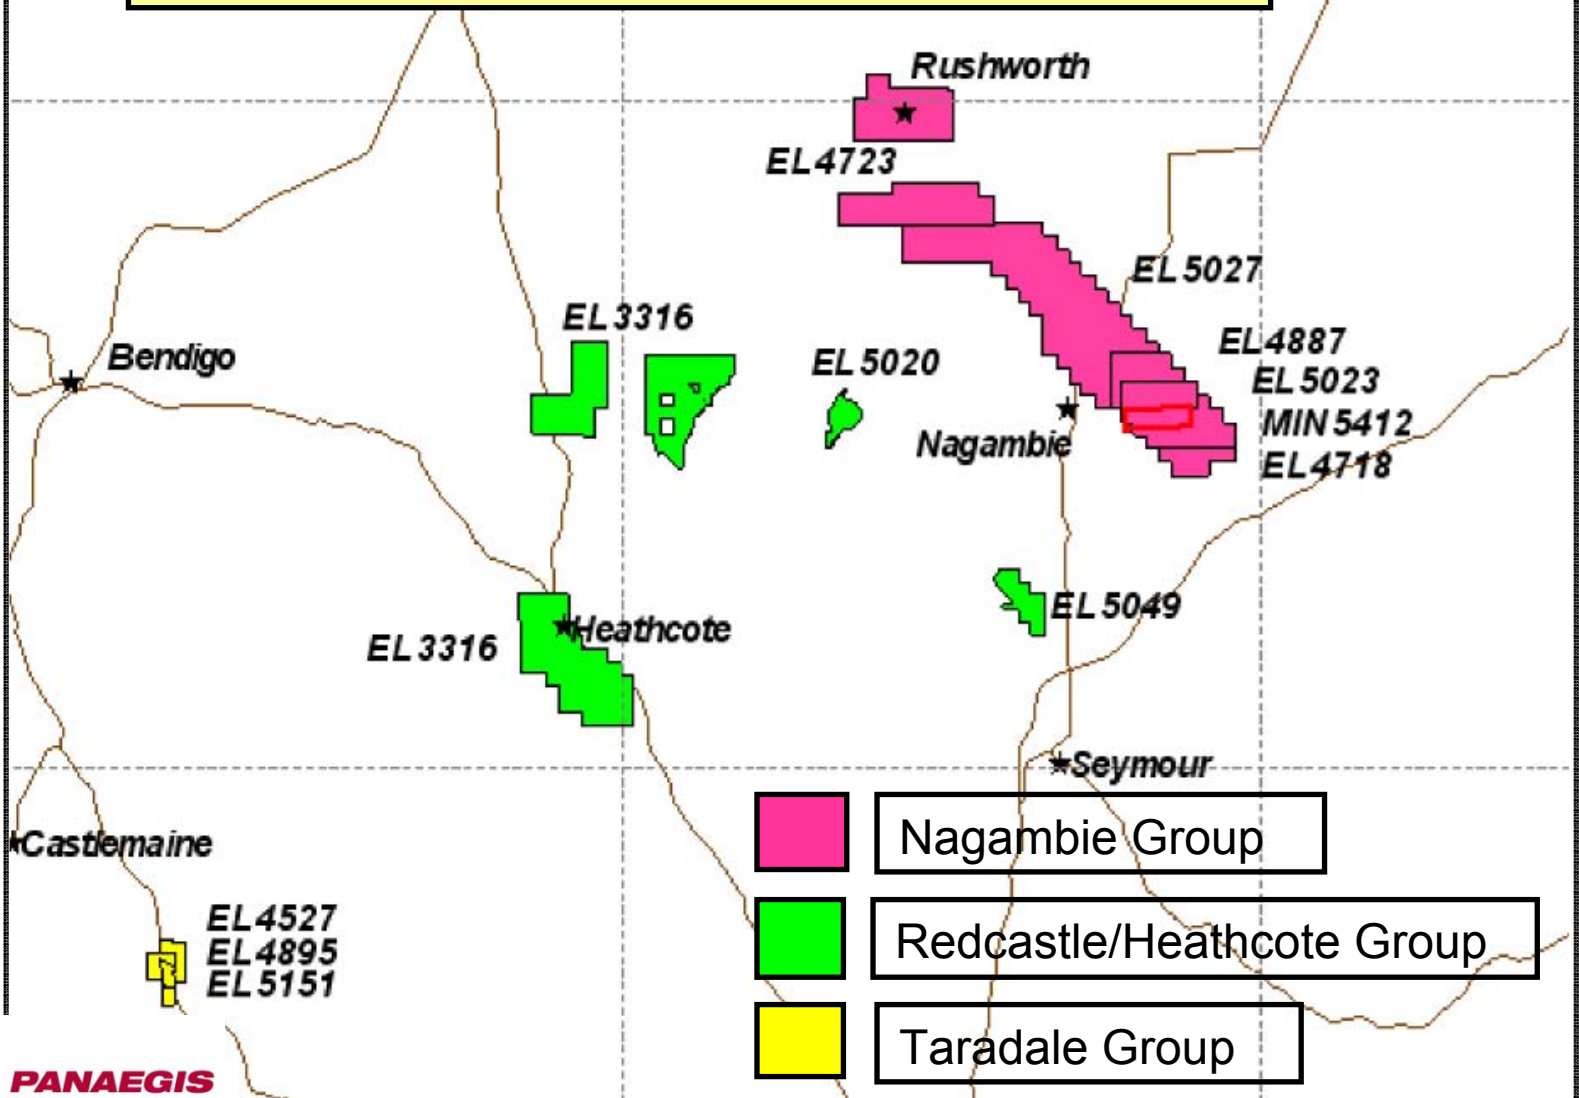 Rushworth
EL4723
EL5027
EL3316
EL4887
Bendigo
EL5020
EL5023
MIN5412
Nagambie
EL4718
EL5049
Heathcote
EL3316
Seymour
Nagambie Group
Castlemaine
EL4527
Redcastle/Heathcote Group
EL4895
EL5151
Taradale Group
PANAEGIS